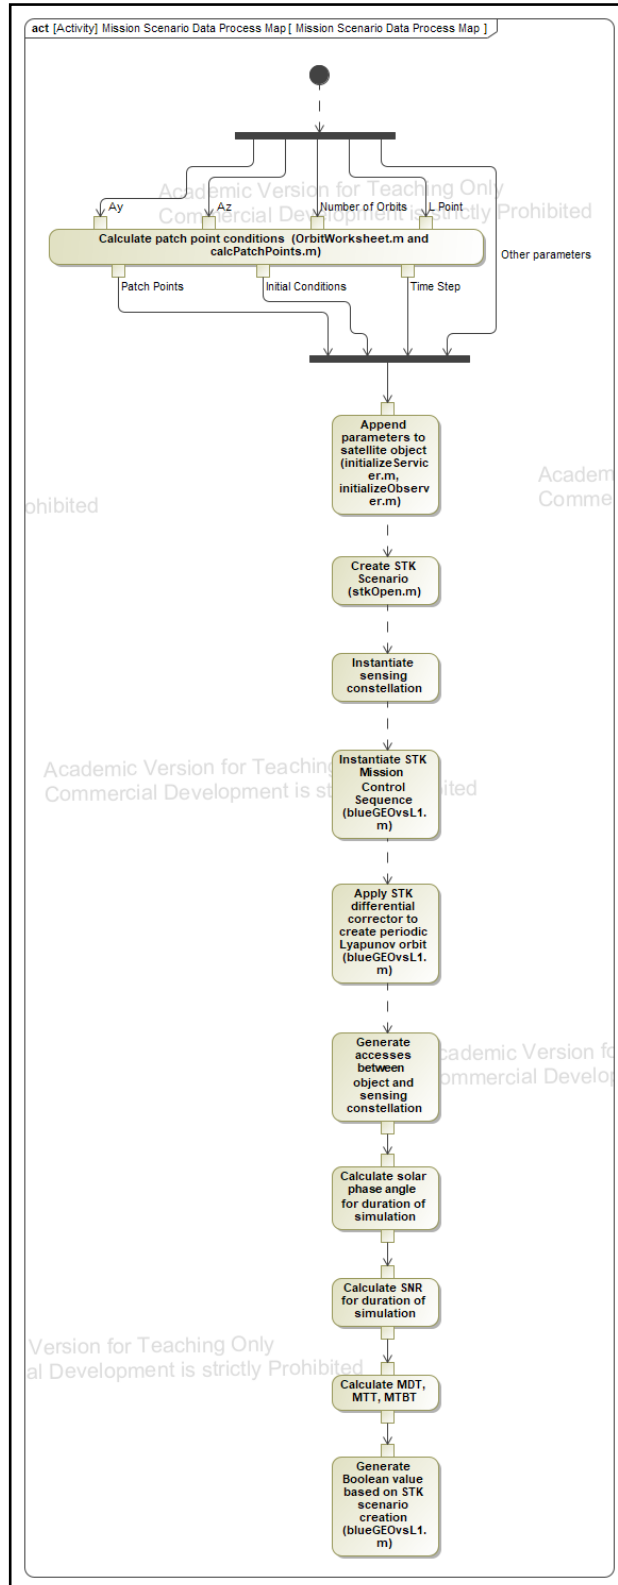 act [Activity] Mission Scenario Data Process Map [ Mission Scenario Data Process Map ]
Academic Version for Teaching Only
Commercial Development is strictly Prohibited
Ay
Az
Number of Orbits
L Point
Calculate patch point conditions (OrbitWorksheet.m and
calcPatchPoints.m)
Other parameters
Patch Points
Initial Conditions
Time Step
Append
parameters to
satellite object
(initializeServic
er.m,
initializeObserv
er.m)
Academ
Comme
ohibited
Create STK
Scenario
(stkOpen.m)
Instantiate
sensing
constellation
Academic Version for Teaching
Commercial Development is st
ibited
Instantiate STK
Mission
Control
Sequence
(blueGEOvsL1.
m)
Apply STK
differential
corrector to
create periodic
Lyapunov orbit
(blueGEOvsL1.
m)
Generate
accesses
between
object and
sensing
constellation
cademic Version fo
ommercial Develop
Calculate solar
phase angle
for duration of
simulation
Calculate SNR
for duration of
simulation
Version for Teaching Only
al Development is strictly Prohibited
Calculate MDT,
MTT, MTBT
Generate
Boolean value
based on STK
scenario
creation
(blueGEOvsL1.
m)